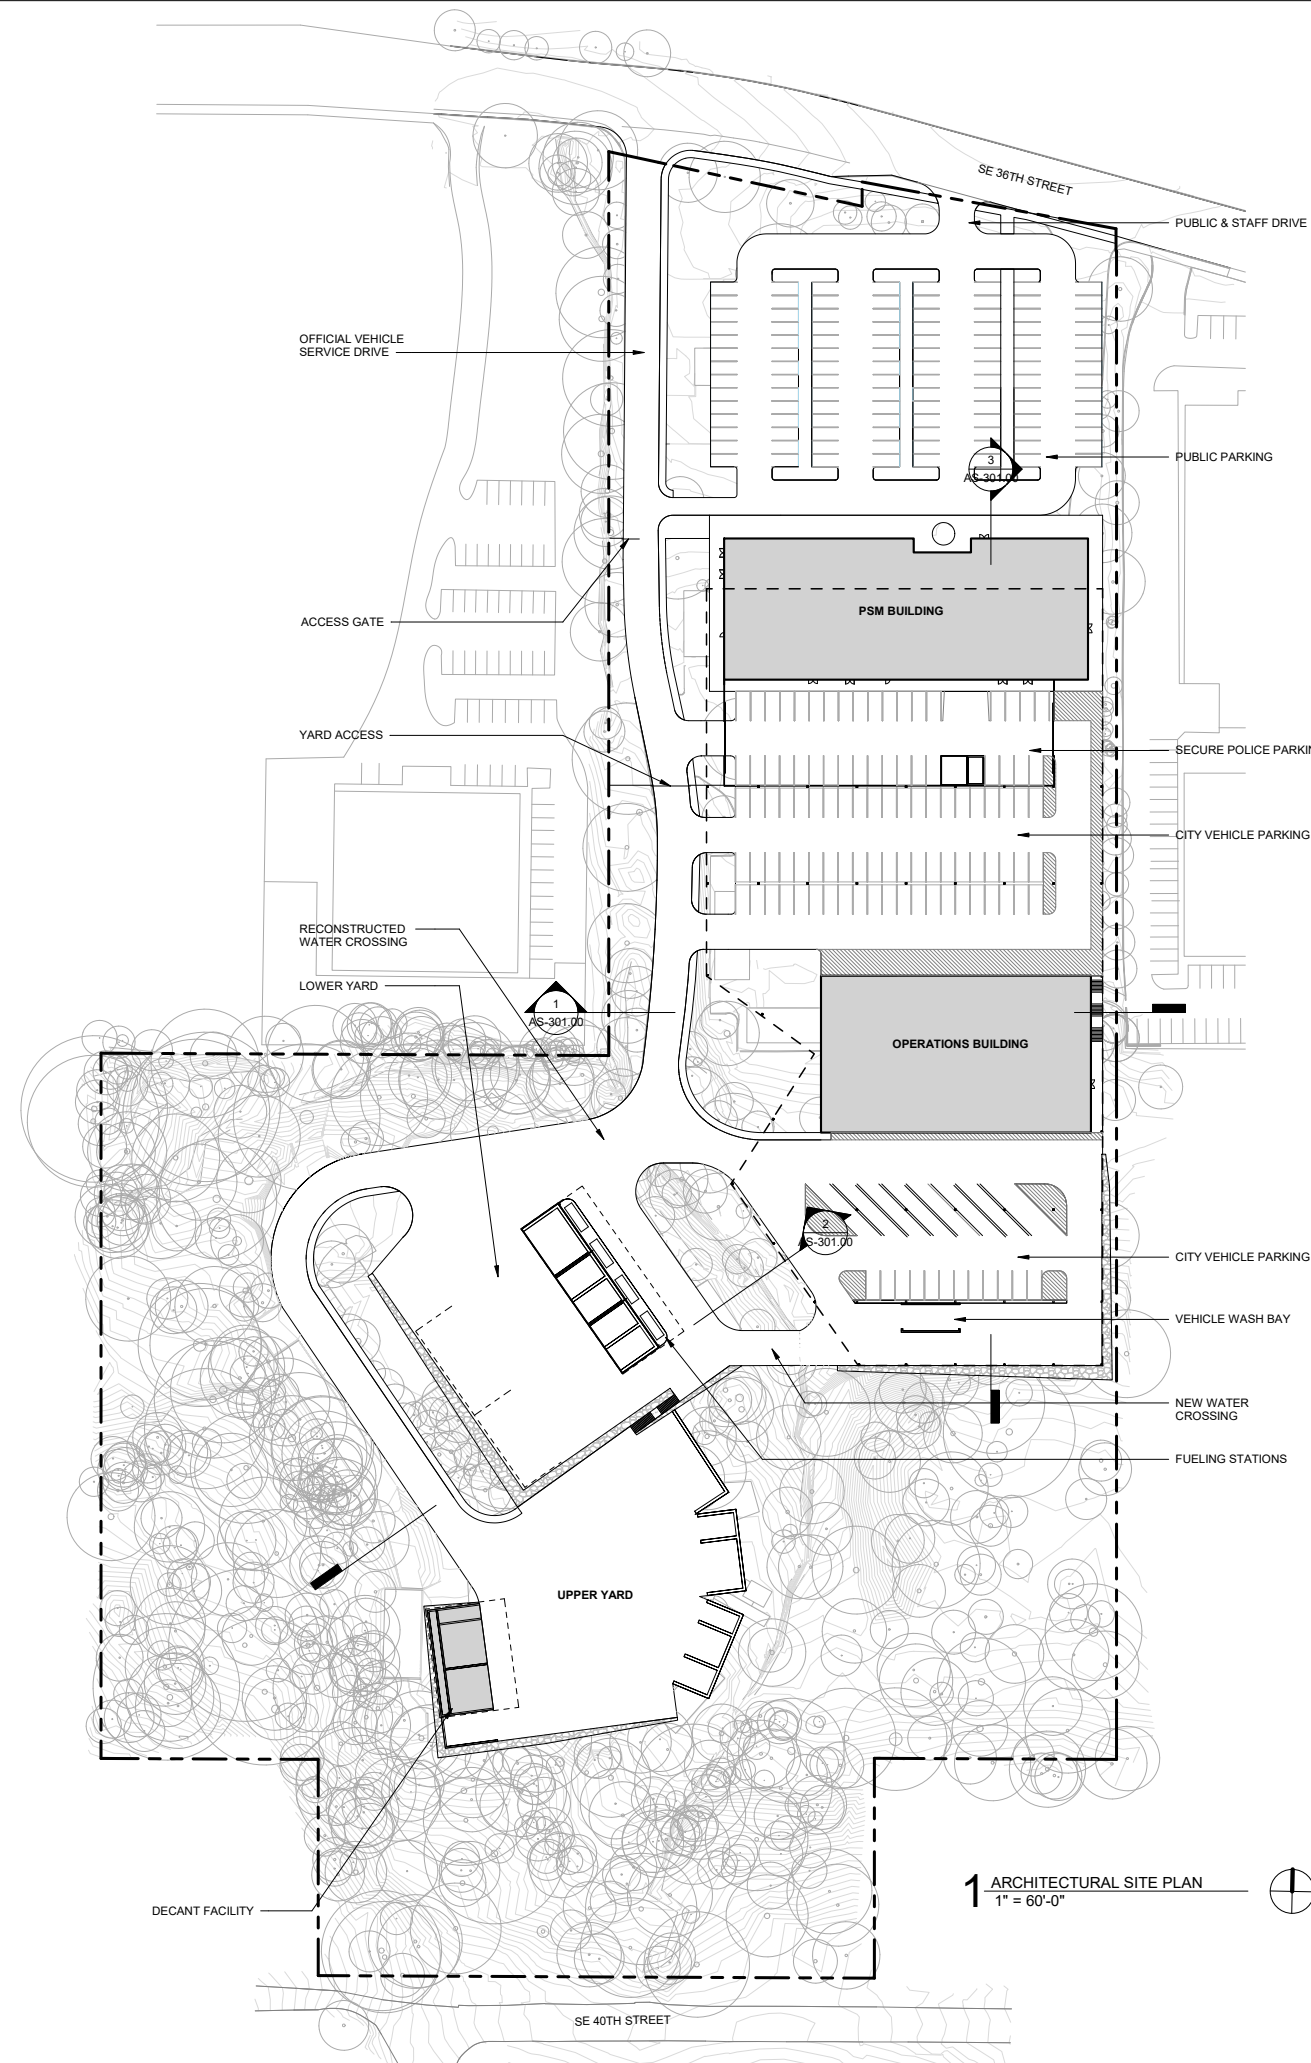 SE 36TH STREET
PUBLIC & STAFF DRIVE
OFFICIAL VEHICLE
SERVICE DRIVE
PUBLIC PARKING
3
AS-301.00
PSM BUILDING
ACCESS GATE
YARD ACCESS
SECURE POLICE
CITY VEHICLE PARKING
RECONSTRUCTED
WATER CROSSING
LOWER YARD
1
AS-301.00
OPERATIONS BUILDING
2
AS-301.00
CITY VEHICLE PARKING
VEHICLE WASH BAY
NEW WATER
CROSSING
FUELING STATIONS
UPPER YARD
DECANT FACILITY
1 ARCHITECTURAL SITE PLAN
1" = 60'-0"
SE 40TH STREET